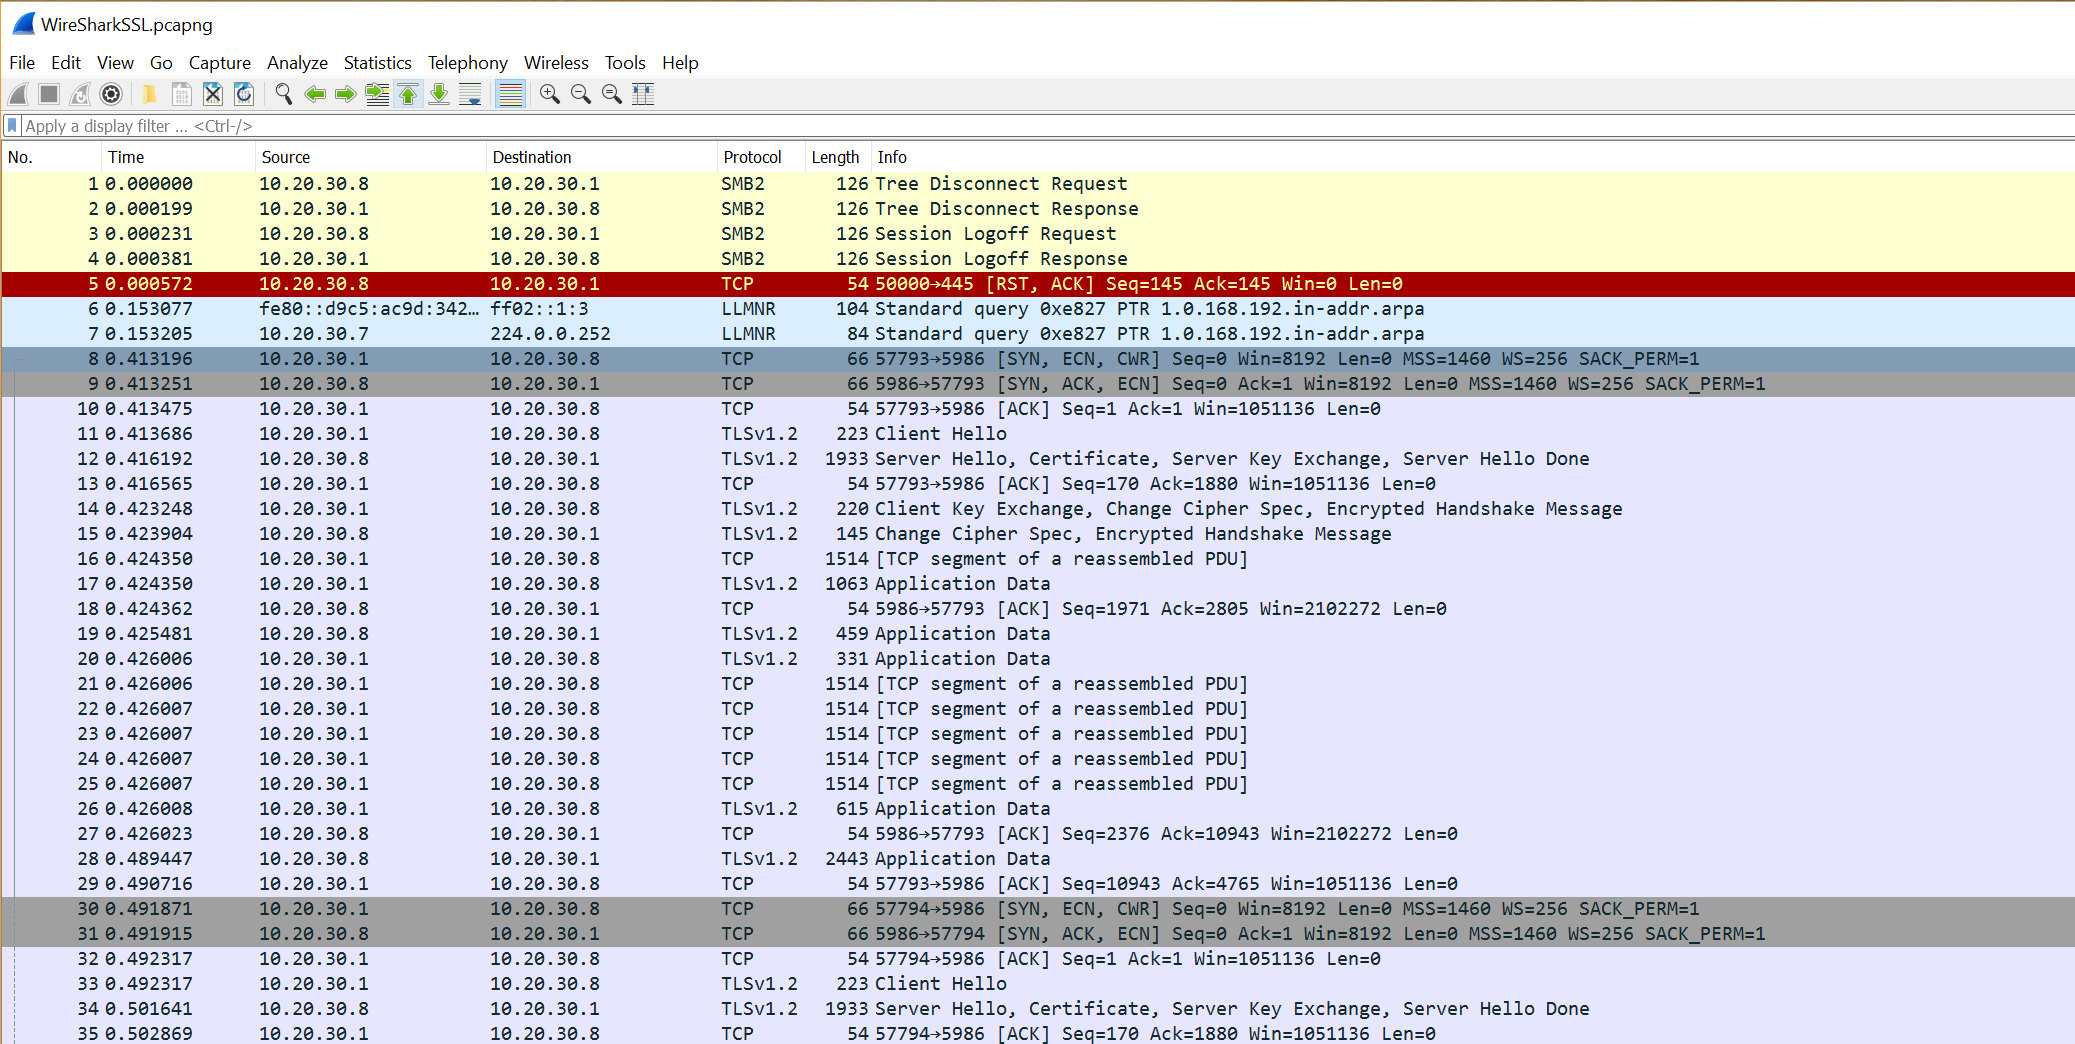 WireSharkSSL.pcapng
File Edit View Go Capture Analyze Statistics Telephony Wireless Tools Help
Apply a display filter ... <Ctrl-/>
No. Time Source Destination Protocol Length Info
1 0.000000 10.20.30.8 10.20.30.1 SMB2 126 Tree Disconnect Request
2 0.000199 10.20.30.1 10.20.30.8 SMB2 126 Tree Disconnect Response
3 0.000231 10.20.30.8 10.20.30.1 SMB2 126 Session Logoff Request
4 0.000381 10.20.30.1 10.20.30.8 SMB2 126 Session Logoff Response
5 0.000572 10.20.30.8 10.20.30.1 TCP 54 50000→445 [RST, ACK] Seq=145 Ack=145 Win=0 Len=0
6 0.153077 fe80::d9c5:ac9d:342… ff02::1:3 LLMNR 104 Standard query 0xe827 PTR 1.0.168.192.in-addr.arpa
7 0.153205 10.20.30.7 224.0.0.252 LLMNR 84 Standard query 0xe827 PTR 1.0.168.192.in-addr.arpa
8 0.413196 10.20.30.1 10.20.30.8 TCP 66 57793→5986 [SYN, ECN, CWR] Seq=0 Win=8192 Len=0 MSS=1460 WS=256 SACK_PERM=1
9 0.413251 10.20.30.8 10.20.30.1 TCP 66 5986→57793 [SYN, ACK, ECN] Seq=0 Ack=1 Win=8192 Len=0 MSS=1460 WS=256 SACK_PERM=1
10 0.413475 10.20.30.1 10.20.30.8 TCP 54 57793→5986 [ACK] Seq=1 Ack=1 Win=1051136 Len=0
11 0.413686 10.20.30.1 10.20.30.8 TLSv1.2 223 Client Hello
12 0.416192 10.20.30.8 10.20.30.1 TLSv1.2 1933 Server Hello, Certificate, Server Key Exchange, Server Hello Done
13 0.416565 10.20.30.1 10.20.30.8 TCP 54 57793→5986 [ACK] Seq=170 Ack=1880 Win=1051136 Len=0
14 0.423248 10.20.30.1 10.20.30.8 TLSv1.2 220 Client Key Exchange, Change Cipher Spec, Encrypted Handshake Message
15 0.423904 10.20.30.8 10.20.30.1 TLSv1.2 145 Change Cipher Spec, Encrypted Handshake Message
16 0.424350 10.20.30.1 10.20.30.8 TCP 1514 [TCP segment of a reassembled PDU]
17 0.424350 10.20.30.1 10.20.30.8 TLSv1.2 1063 Application Data
18 0.424362 10.20.30.8 10.20.30.1 TCP 54 5986→57793 [ACK] Seq=1971 Ack=2805 Win=2102272 Len=0
19 0.425481 10.20.30.8 10.20.30.1 TLSv1.2 459 Application Data
20 0.426006 10.20.30.1 10.20.30.8 TLSv1.2 331 Application Data
21 0.426006 10.20.30.1 10.20.30.8 TCP 1514 [TCP segment of a reassembled PDU]
22 0.426007 10.20.30.1 10.20.30.8 TCP 1514 [TCP segment of a reassembled PDU]
23 0.426007 10.20.30.1 10.20.30.8 TCP 1514 [TCP segment of a reassembled PDU]
24 0.426007 10.20.30.1 10.20.30.8 TCP 1514 [TCP segment of a reassembled PDU]
25 0.426007 10.20.30.1 10.20.30.8 TCP 1514 [TCP segment of a reassembled PDU]
26 0.426008 10.20.30.1 10.20.30.8 TLSv1.2 615 Application Data
27 0.426023 10.20.30.8 10.20.30.1 TCP 54 5986→57793 [ACK] Seq=2376 Ack=10943 Win=2102272 Len=0
28 0.489447 10.20.30.8 10.20.30.1 TLSv1.2 2443 Application Data
29 0.490716 10.20.30.1 10.20.30.8 TCP 54 57793→5986 [ACK] Seq=10943 Ack=4765 Win=1051136 Len=0
30 0.491871 10.20.30.1 10.20.30.8 TCP 66 57794→5986 [SYN, ECN, CWR] Seq=0 Win=8192 Len=0 MSS=1460 WS=256 SACK_PERM=1
31 0.491915 10.20.30.8 10.20.30.1 TCP 66 5986→57794 [SYN, ACK, ECN] Seq=0 Ack=1 Win=8192 Len=0 MSS=1460 WS=256 SACK_PERM=1
32 0.492317 10.20.30.1 10.20.30.8 TCP 54 57794→5986 [ACK] Seq=1 Ack=1 Win=1051136 Len=0
33 0.492317 10.20.30.1 10.20.30.8 TLSv1.2 223 Client Hello
34 0.501641 10.20.30.8 10.20.30.1 TLSv1.2 1933 Server Hello, Certificate, Server Key Exchange, Server Hello Done
35 0.502869 10.20.30.1 10.20.30.8 TCP 54 57794→5986 [ACK] Seq=170 Ack=1880 Win=1051136 Len=0